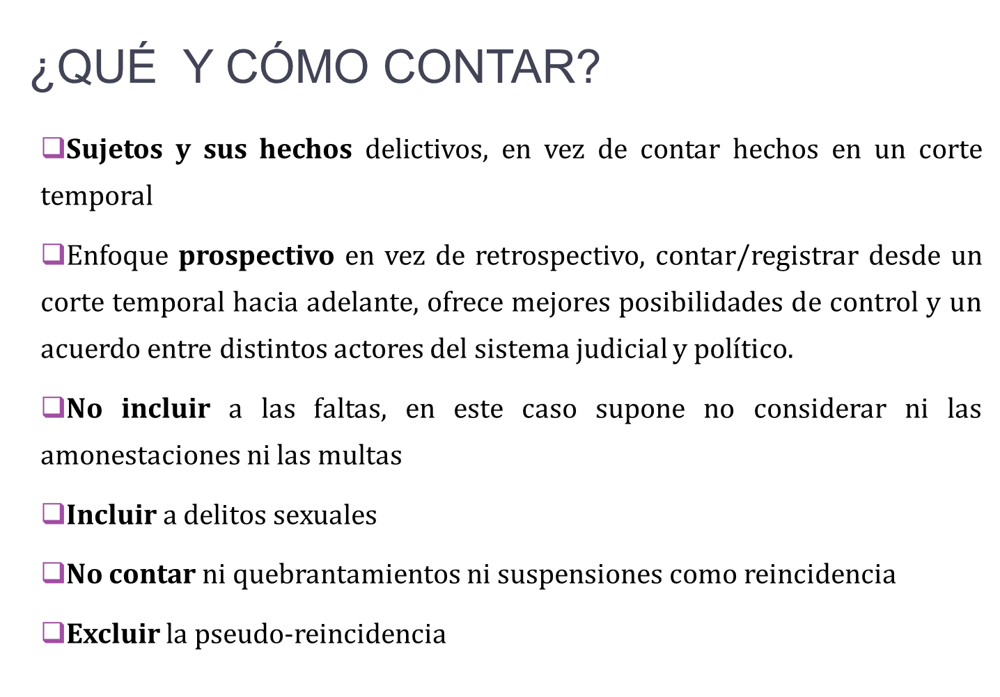 ¿QUÉ  Y CÓMO CONTAR?
❑Sujetos y sus hechos delictivos, en vez de contar hechos en un corte
temporal
❑Enfoque prospectivo en vez de retrospectivo, contar/registrar desde un
corte temporal hacia adelante, ofrece mejores posibilidades de control y un
acuerdo entre distintos actores del sistema judicial y político.
❑No incluir a las faltas, en este caso supone no considerar ni las
amonestaciones ni las multas
❑Incluir a delitos sexuales
❑No contar ni quebrantamientos ni suspensiones como reincidencia
❑Excluir la pseudo-reincidencia